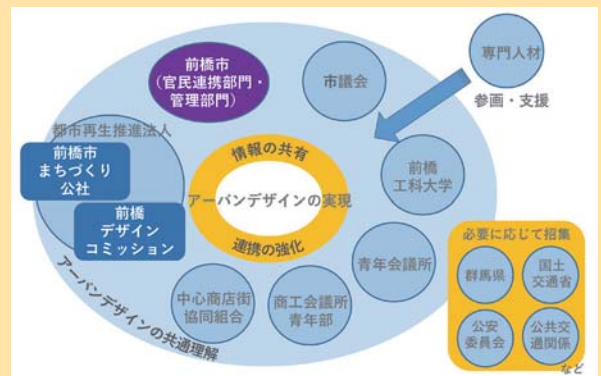 前橋市
(官民連携部門・
管理部門)
市議会
専門人材
参画・支援
都市再生推進法人
前橋市
まちづくり
公社
前橋
デザイン
コミッション
情報の共有
アーバンデザインの実現
連携の強化
前橋
工科大学
青年会議所
商工会議所
青年部
中心商店街
協同組合
アーバンデザインの共通理解
必要に応じて招集
群馬県
国土
交通省
公安
委員会
公共交
通関係
など